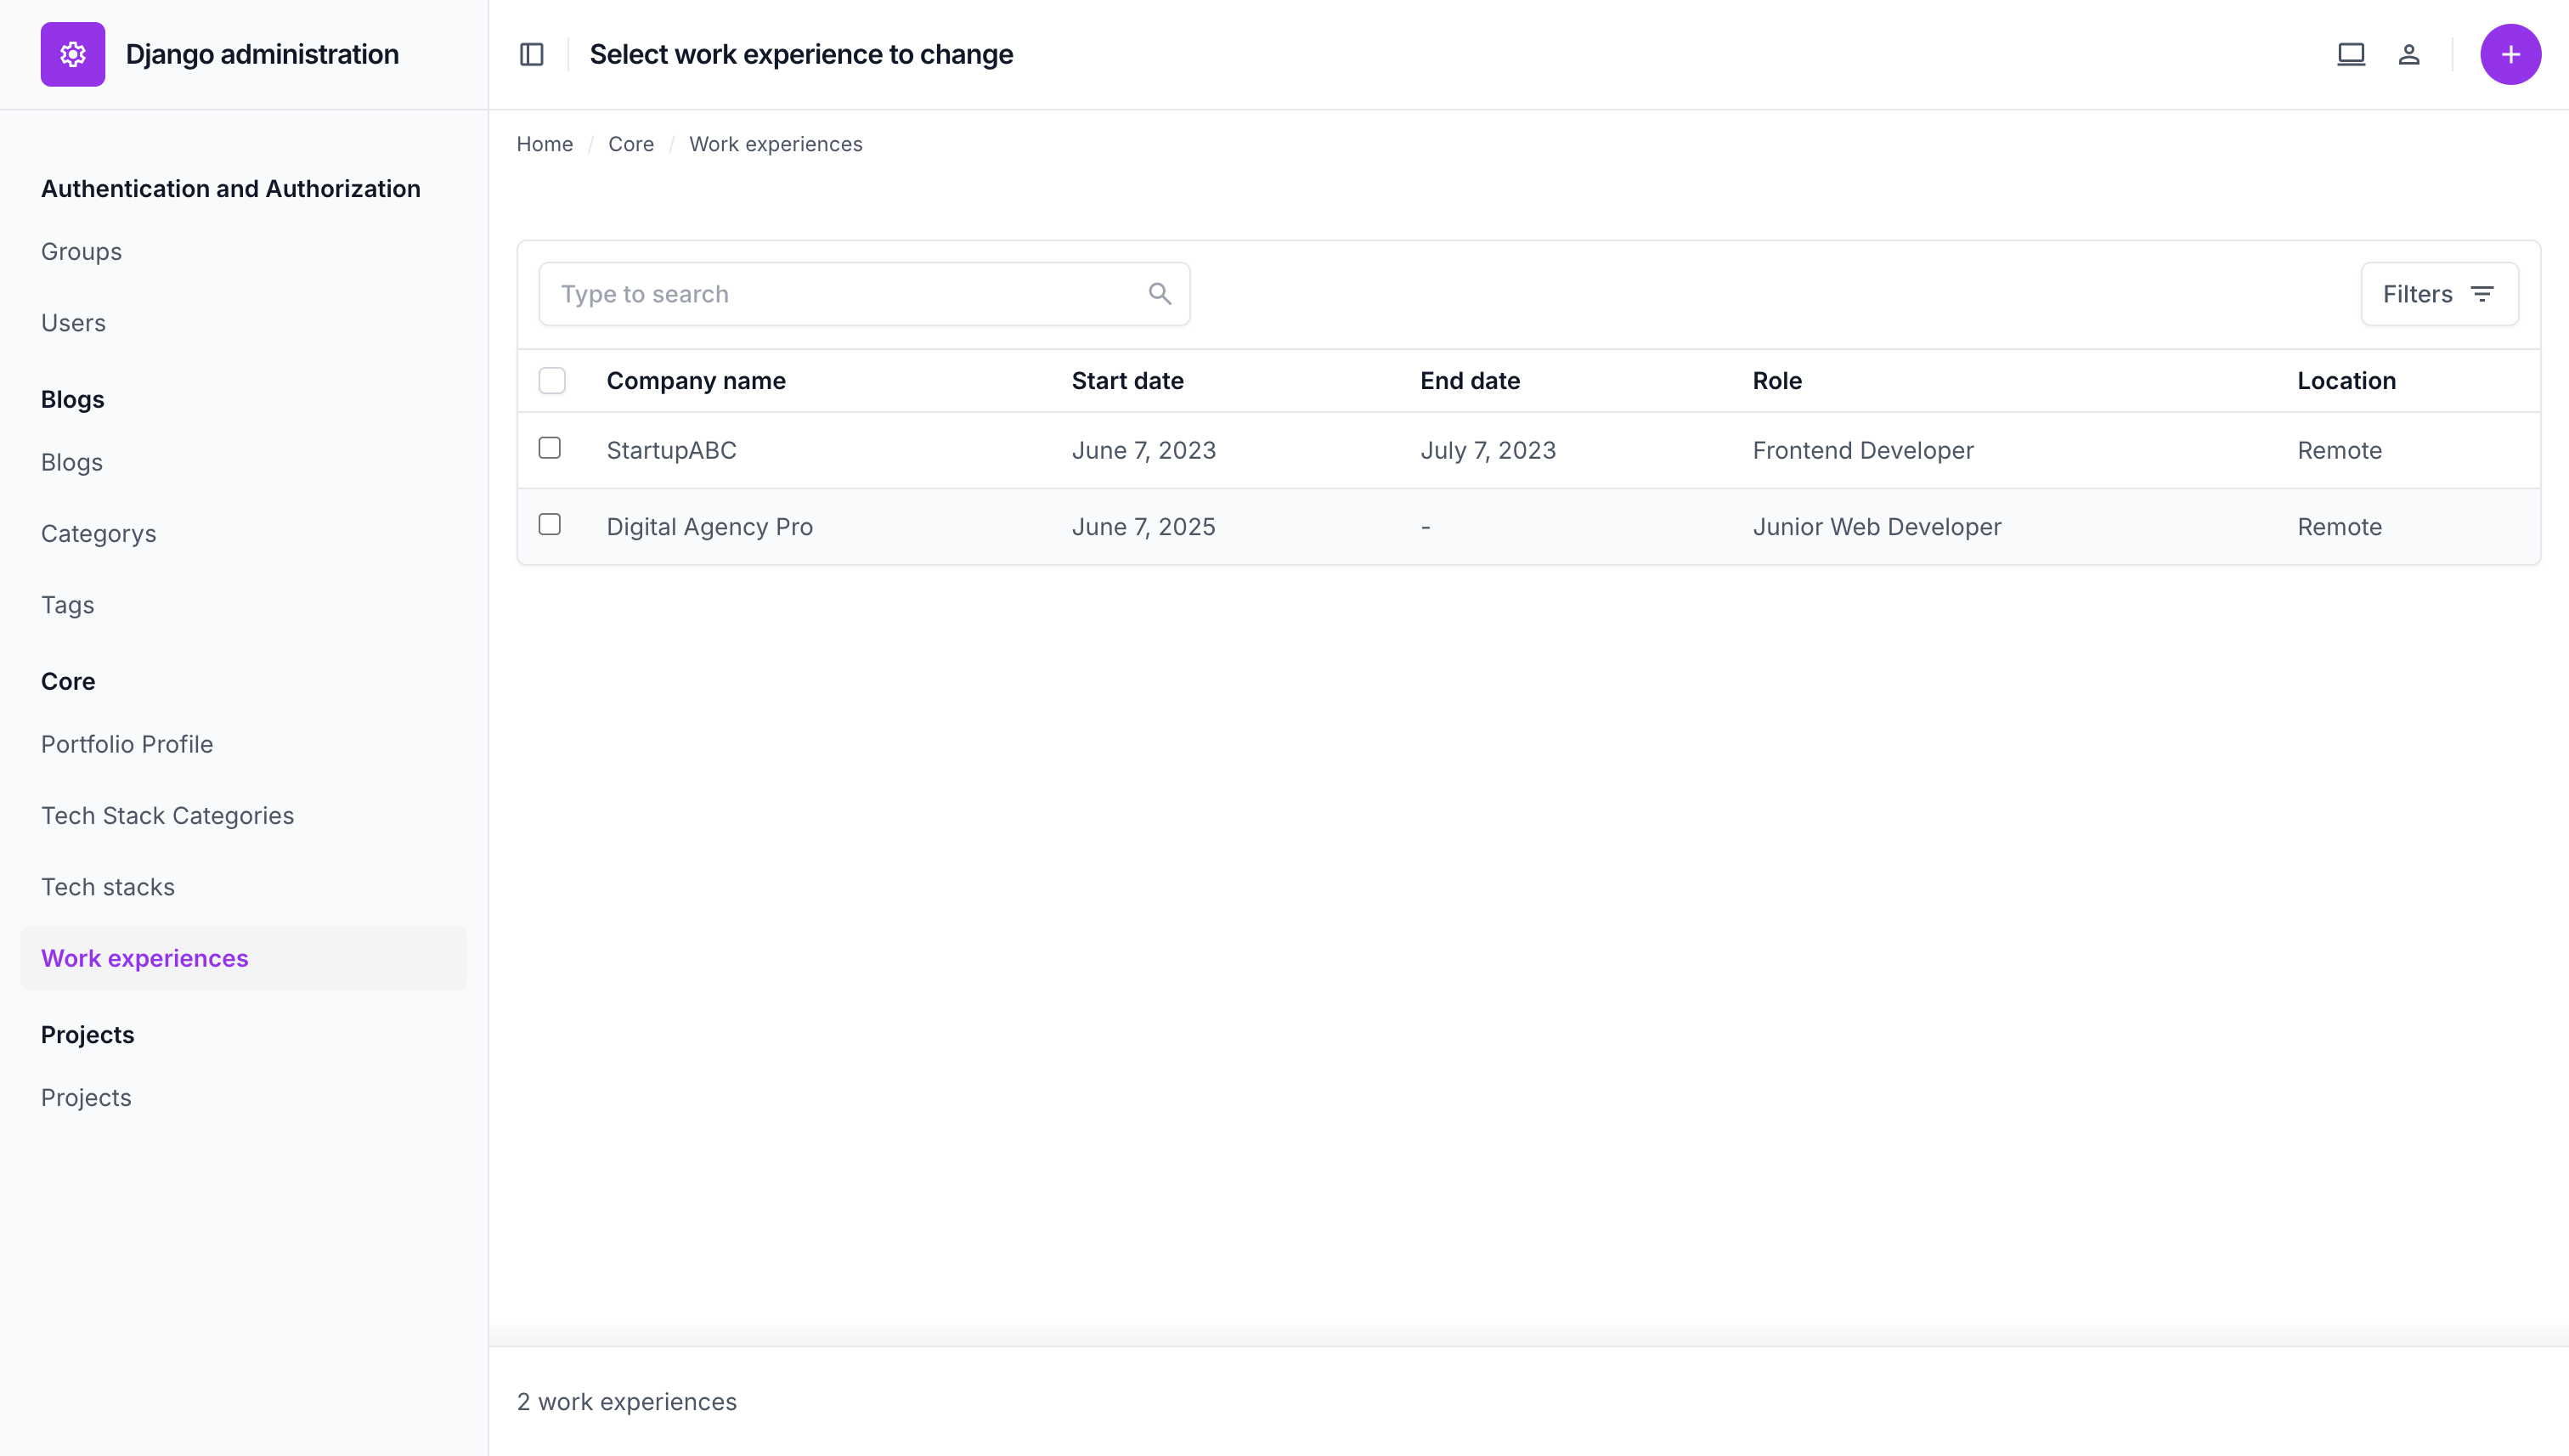 Django administration
Select work experience to change
Home / Core / Work experiences
Authentication and Authorization
Groups
Users
Blogs
Blogs
Categorys
Tags
Core
Portfolio Profile
Tech Stack Categories
Tech stacks
Work experiences
Projects
Projects
Type to search
Filters
Company name Start date End date Role Location
StartupABC June 7, 2023 July 7, 2023 Frontend Developer Remote
Digital Agency Pro June 7, 2025 - Junior Web Developer Remote
2 work experiences